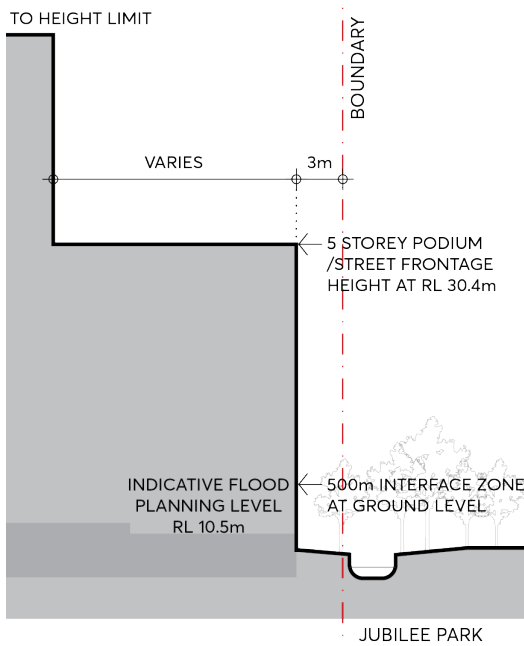 TO HEIGHT LIMIT
BOUNDARY
VARIES
3m
5 STOREY PODIUM
/STREET FRONTAGE
HEIGHT AT RL 30.4m
INDICATIVE FLOOD
PLANNING LEVEL
RL 10.5m
500m INTERFACE ZONE
AT GROUND LEVEL
JUBILEE PARK